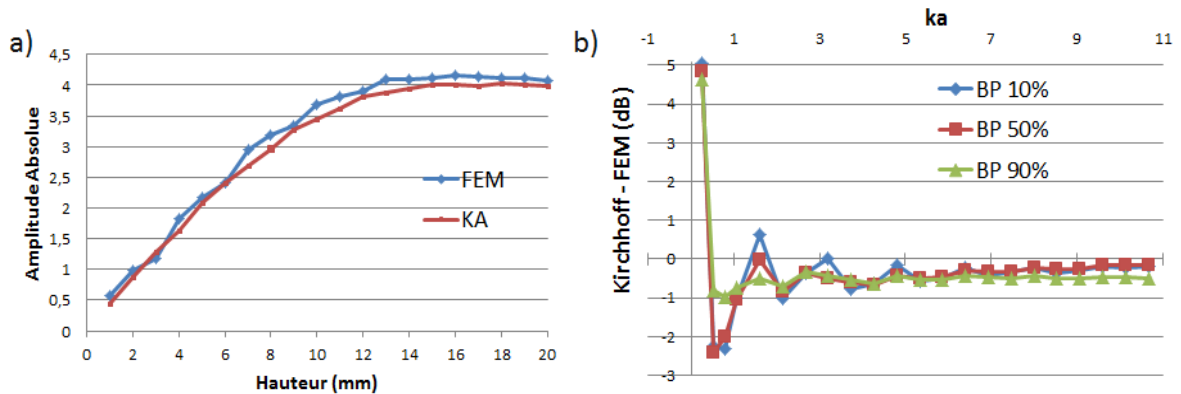 a)
Amplitude Absolue
4,5
4
3,5
3
2,5
2
1,5
1
0,5
0
0 2 4 6 8 10 12 14 16 18 20
Hauteur (mm)
FEM
KA
b)
ka
-1 1 3 5 7 9 11
Kirchhoff - FEM (dB)
5
4
3
2
1
0
-1
-2
-3
BP 10%
BP 50%
BP 90%